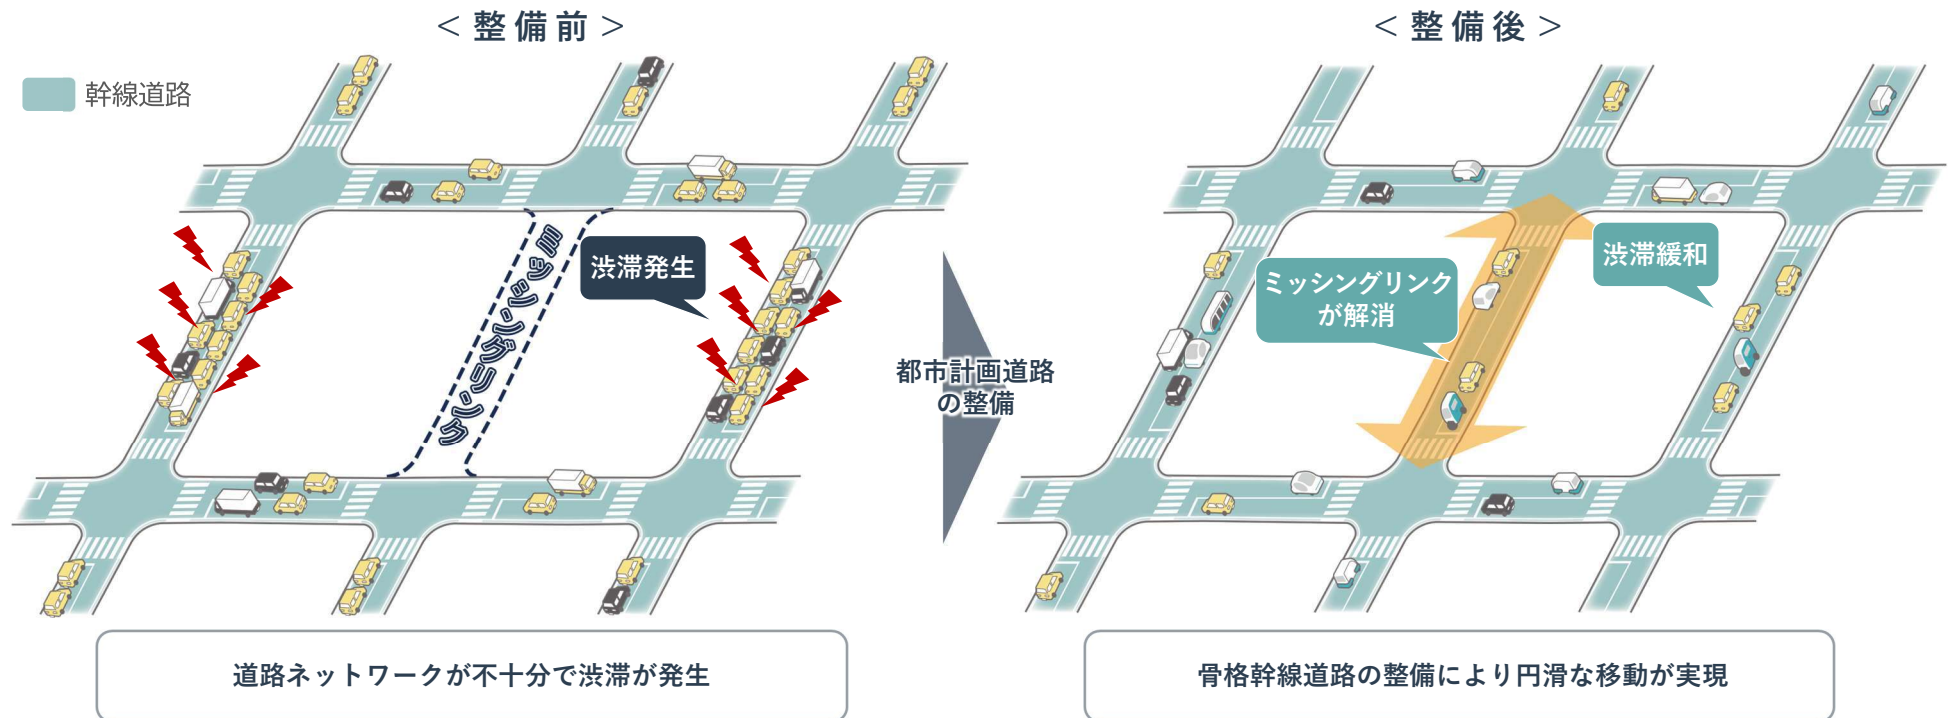 ＜整備前＞
幹線道路
渋滞発生
ミッシングリンク
道路ネットワークが不十分で渋滞が発生
都市計画道路
の整備
＜整備後＞
ミッシングリンク
が解消
渋滞緩和
骨格幹線道路の整備により円滑な移動が実現